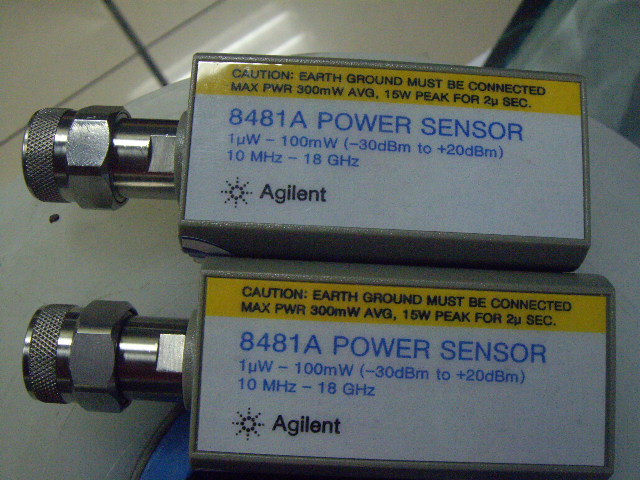 CAUTION: EARTH GROUND MUST BE CONNECTED
MAX PWR 300mW AVG, 15W PEAK FOR 2µ SEC.
8481A POWER SENSOR
1µW – 100mW (–30dBm to +20dBm)
10 MHz – 18 GHz
Agilent
CAUTION: EARTH GROUND MUST BE CONNECTED
MAX PWR 300mW AVG, 15W PEAK FOR 2µ SEC.
8481A POWER SENSOR
1µW – 100mW (–30dBm to +20dBm)
10 MHz – 18 GHz
Agilent